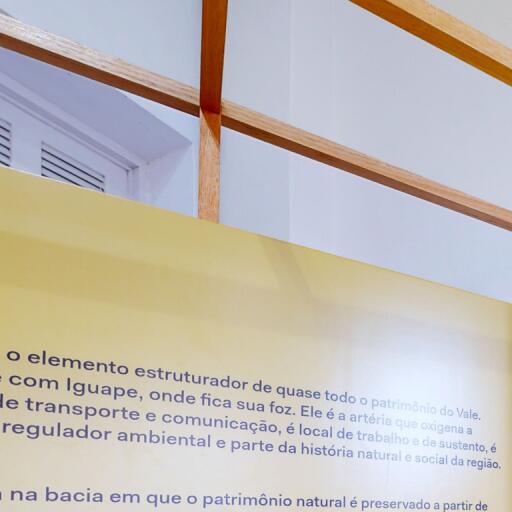 o elemento estruturador de quase todo o patrimônio do Vale.
com Iguape, onde fica sua foz. Ele é a artéria que oxigena a
de transporte e comunicação, é local de trabalho e de sustento, é
regulador ambiental e parte da história natural e social da região.
na bacia em que o patrimônio natural é preservado a partir de